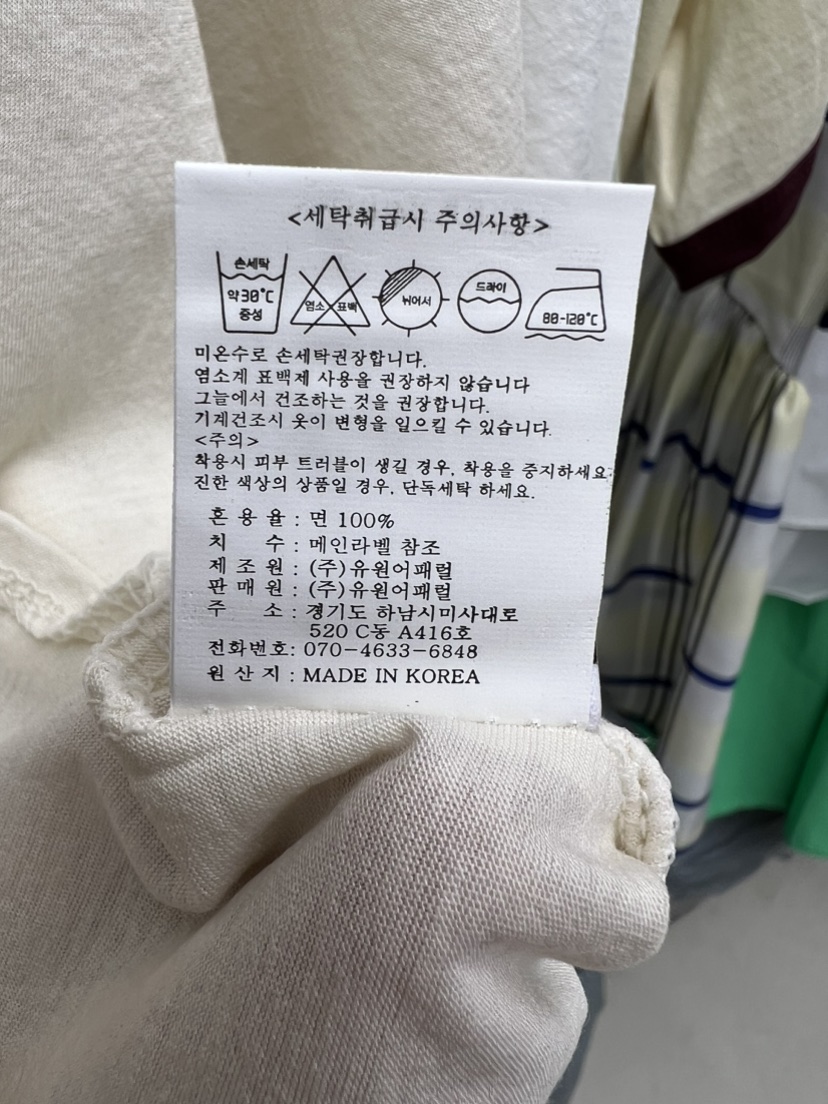 <세탁취급시 주의사항>
손세탁
약30℃
중성
염소 표백
뉘어서
드라이
80-120℃
미온수로 손세탁권장합니다.
염소계 표백제 사용을 권장하지 않습니다
그늘에서 건조하는 것을 권장합니다.
기계건조시 옷이 변형을 일으킬 수 있습니다.
<주의>
착용시 피부 트러블이 생길 경우, 착용을 중지하세요.
진한 색상의 상품일 경우, 단독세탁 하세요.
혼 용 율 : 면 100%
치 수 : 메인라벨 참조
제 조 원 : (주)유원어패럴
판 매 원 : (주)유원어패럴
주 소 : 경기도 하남시미사대로
520 C동 A416호
전화번호: 070-4633-6848
원 산 지 : MADE IN KOREA